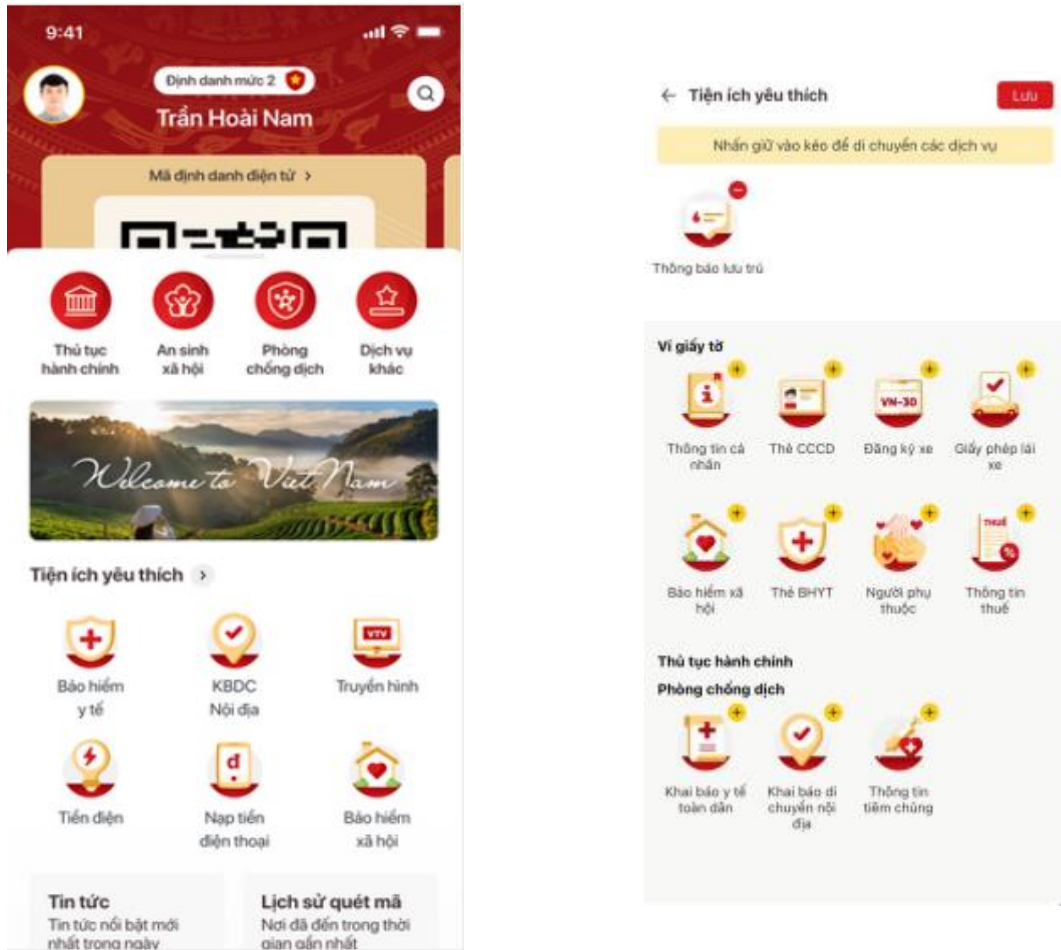 9:41
Định danh mức 2
Trần Hoài Nam
Mã định danh điện tử >
Thủ tục
hành chính
An sinh
xã hội
Phòng
chống dịch
Dịch vụ
khác
Welcome to Viet Nam
Tiện ích yêu thích >
Bảo hiểm
y tế
KBDC
Nội địa
VTV
Truyền hình
Tiền điện
đ
Nạp tiền
điện thoại
Bảo hiểm
xã hội
Tin tức
Tin tức nổi bật mới
nhất trong ngày
Lịch sử quét mã
Nơi đã đến trong thời
gian gần nhất
← Tiện ích yêu thích
Lưu
Nhấn giữ vào kéo để di chuyển các dịch vụ
Thông báo lưu trú
Ví giấy tờ
Thông tin cá
nhân
Thẻ CCCD
VN-30
Đăng ký xe
Giấy phép lái
xe
Bảo hiểm xã
hội
Thẻ BHYT
Người phụ
thuộc
THUẾ
Thông tin
thuế
Thủ tục hành chính
Phòng chống dịch
Khai báo y tế
toàn dân
Khai báo di
chuyển nội
địa
Thông tin
tiêm chủng